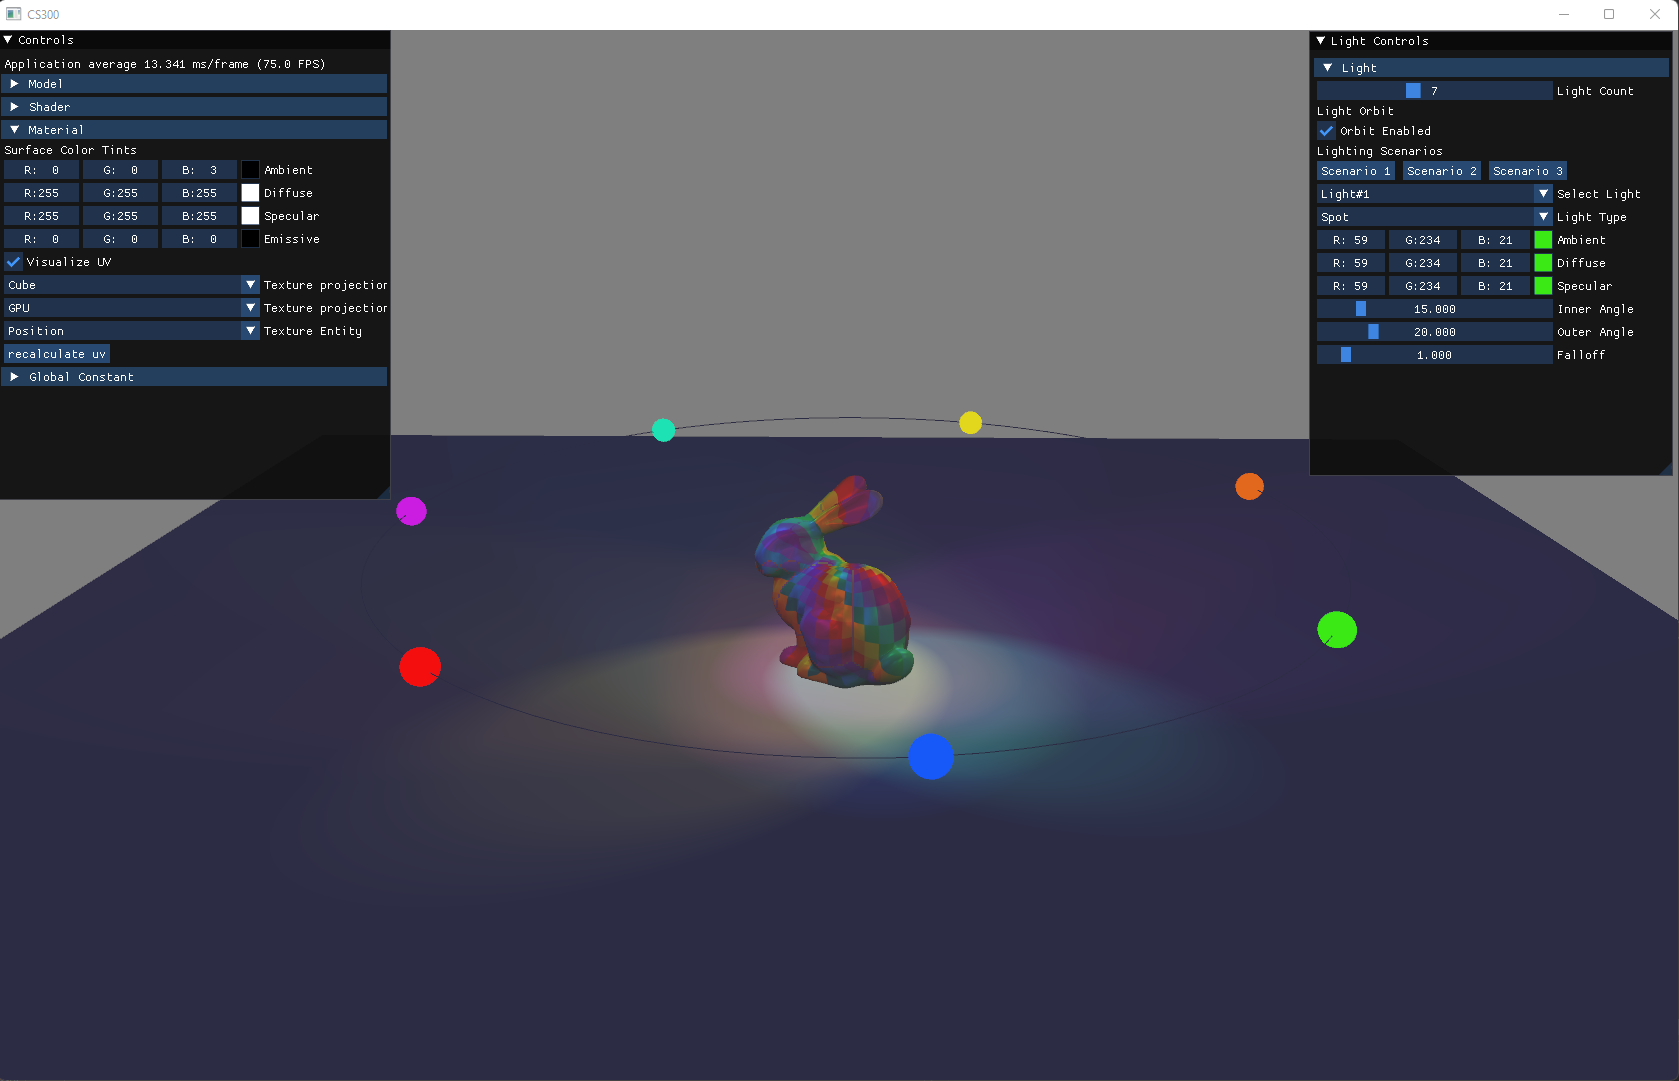 CS300
Controls
Application average 13.341 ms/frame (75.0 FPS)
Model
Shader
Material
Surface Color Tints
R: 0 G: 0 B: 3 Ambient
R:255 G:255 B:255 Diffuse
R:255 G:255 B:255 Specular
R: 0 G: 0 B: 0 Emissive
Visualize UV
Cube Texture projection
GPU Texture projection
Position Texture Entity
recalculate uv
Global Constant
Light Controls
Light
7 Light Count
Light Orbit
Orbit Enabled
Lighting Scenarios
Scenario 1 Scenario 2 Scenario 3
Light#1 Select Light
Spot Light Type
R: 59 G:234 B: 21 Ambient
R: 59 G:234 B: 21 Diffuse
R: 59 G:234 B: 21 Specular
15.000 Inner Angle
20.000 Outer Angle
1.000 Falloff